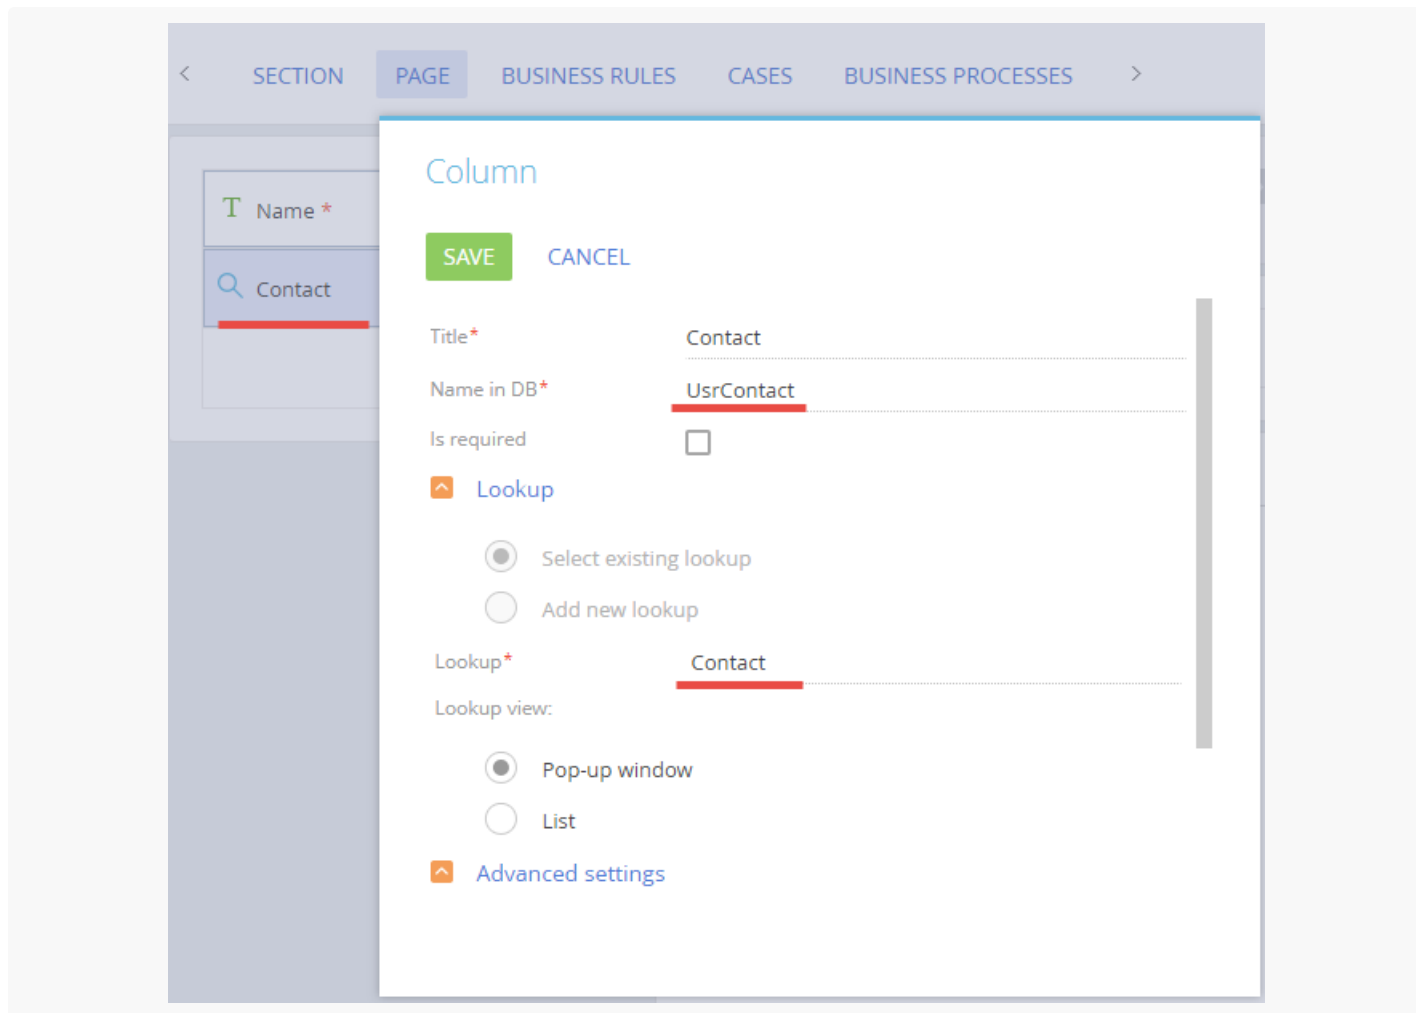 SECTION PAGE BUSINESS RULES CASES BUSINESS PROCESSES
Column
T Name *
SAVE CANCEL
Contact
Title* Contact
Name in DB* UsrContact
Is required
Lookup
Select existing lookup
Add new lookup
Lookup* Contact
Lookup view:
Pop-up window
List
Advanced settings